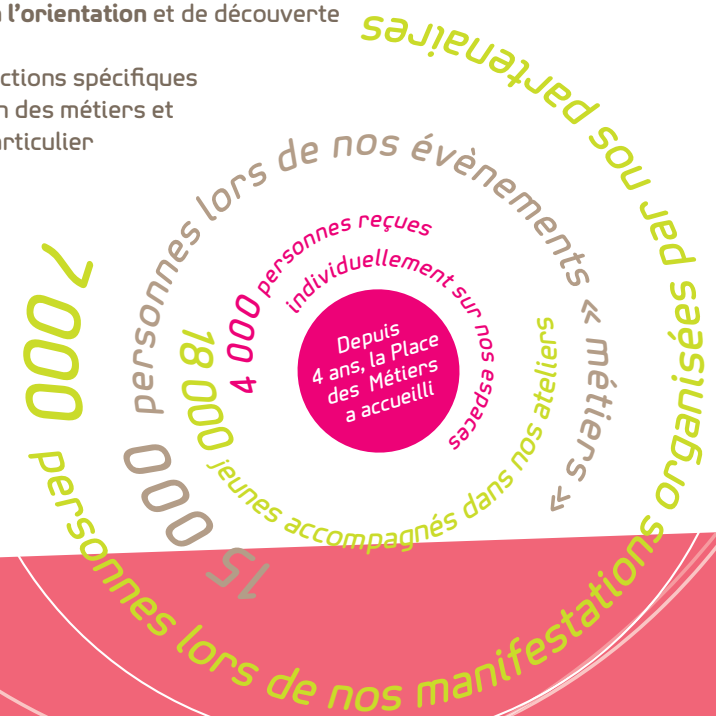 l'orientation et de découverte
ctions spécifiques
n des métiers et
articulier
Depuis
4 ans, la Place
des Métiers
a accueilli
4 000 personnes reçues
individuellement sur nos espaces
18 000 jeunes accompagnés dans nos ateliers
15 000 personnes lors de nos évènements « métiers »
7 000 personnes lors de nos manifestations organisées par nos partenaires